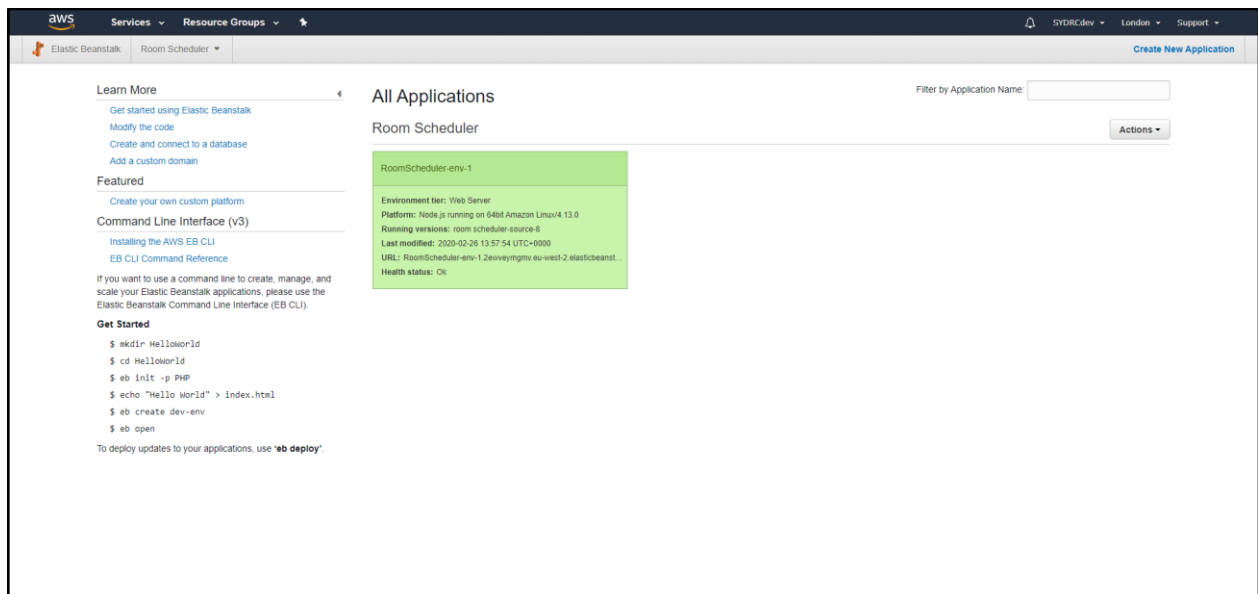 aws Services Resource Groups SYDRCdev London Support
Elastic Beanstalk Room Scheduler Create New Application
Learn More
Get started using Elastic Beanstalk
Modify the code
Create and connect to a database
Add a custom domain
Featured
Create your own custom platform
Command Line Interface (v3)
Installing the AWS EB CLI
EB CLI Command Reference
If you want to use a command line to create, manage, and
scale your Elastic Beanstalk applications, please use the
Elastic Beanstalk Command Line Interface (EB CLI).
Get Started
$ mkdir HelloWorld
$ cd HelloWorld
$ eb init -p PHP
$ echo "Hello World" > index.html
$ eb create dev-env
$ eb open
To deploy updates to your applications, use 'eb deploy'.
All Applications
Filter by Application Name:
Room Scheduler
Actions
RoomScheduler-env-1
Environment tier: Web Server
Platform: Node.js running on 64bit Amazon Linux/4.13.0
Running versions: room scheduler-source-8
Last modified: 2020-02-26 13:57:54 UTC+0000
URL: RoomScheduler-env-1.2ewveymgmv.eu-west-2.elasticbeanst...
Health status: Ok